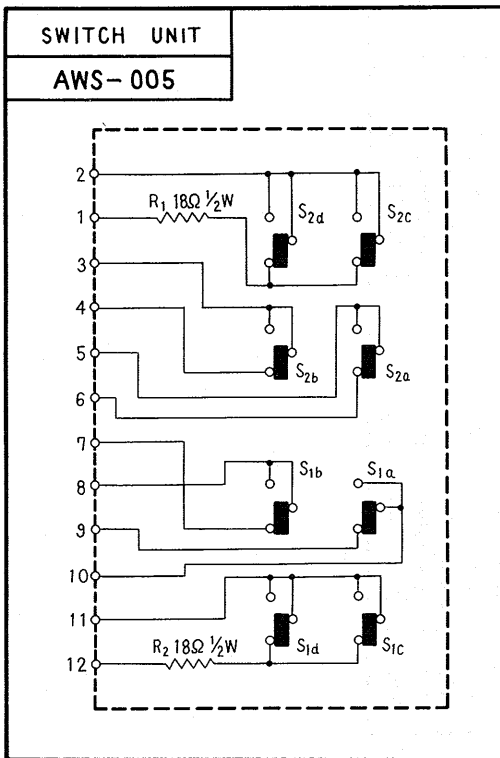 SWITCH UNIT
AWS-005
2
R₁ 18Ω ½W
S₂d
S₂c
1
3
4
5
S₂b
S₂a
6
7
8
S₁b
S₁a
9
10
11
R₂ 18Ω ½W
S₁d
S₁c
12